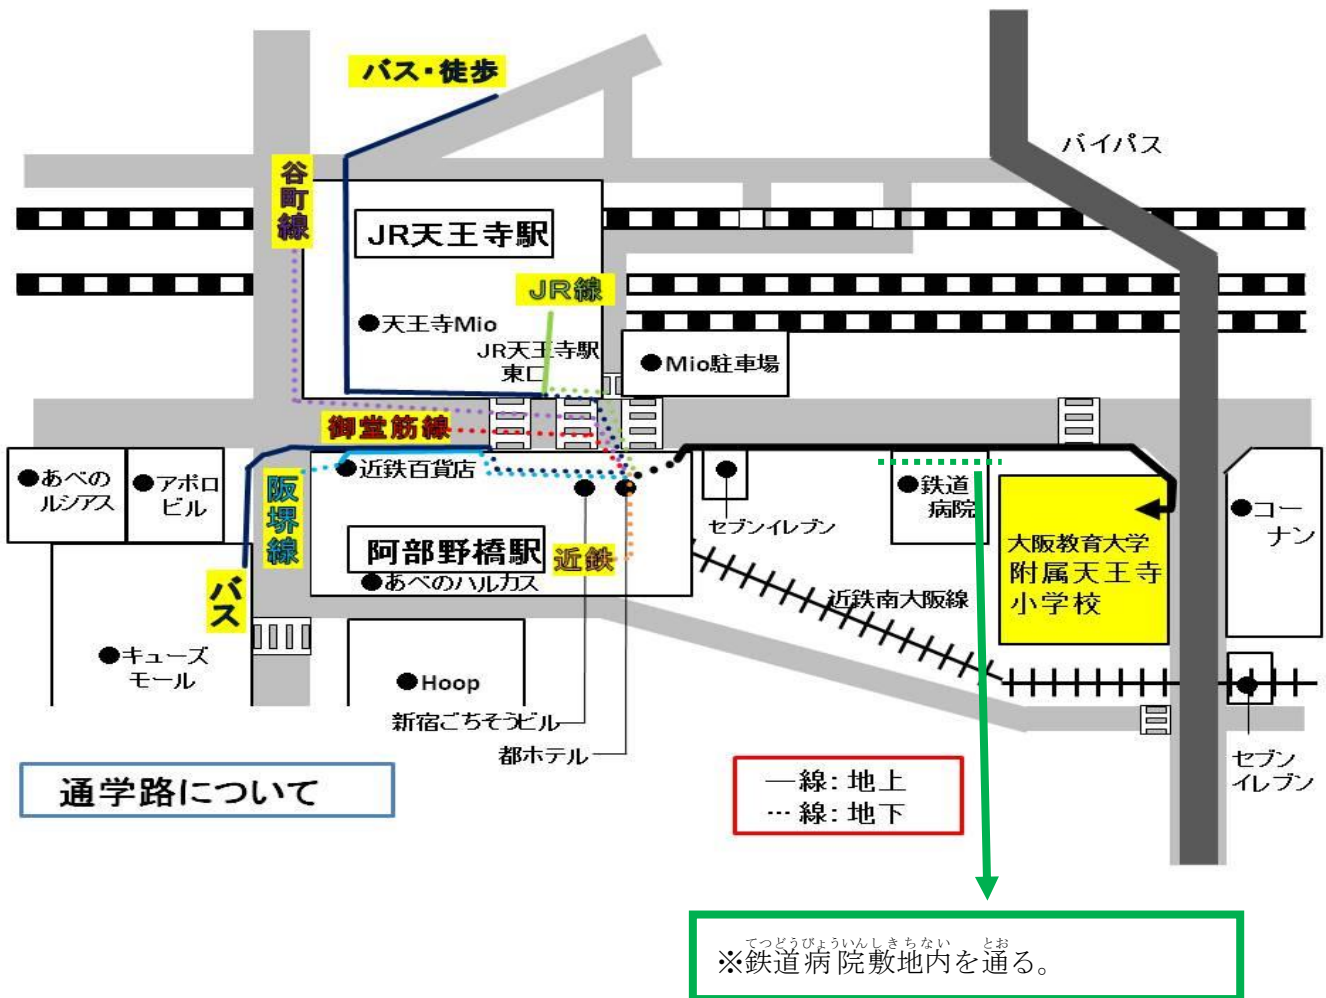 バス・徒歩
バイパス
谷
町
線
JR天王寺駅
JR線
●天王寺Mio
JR天王寺駅
東口
●Mio駐車場
御堂筋線
●あべの
ルシアス
●アポロ
ビル
阪
堺
線
●近鉄百貨店
セブンイレブン
●鉄道
病院
●コー
ナン
阿部野橋駅
近鉄
●あべのハルカス
大阪教育大学
附属天王寺
小学校
バ
ス
近鉄南大阪線
●キューズ
モール
●Hoop
新宿ごちそうビル
都ホテル
セブン
イレブン
通学路について
―線：地上
…線：地下
てつどうびょういんしきちない とお
※鉄道病院敷地内を通る。